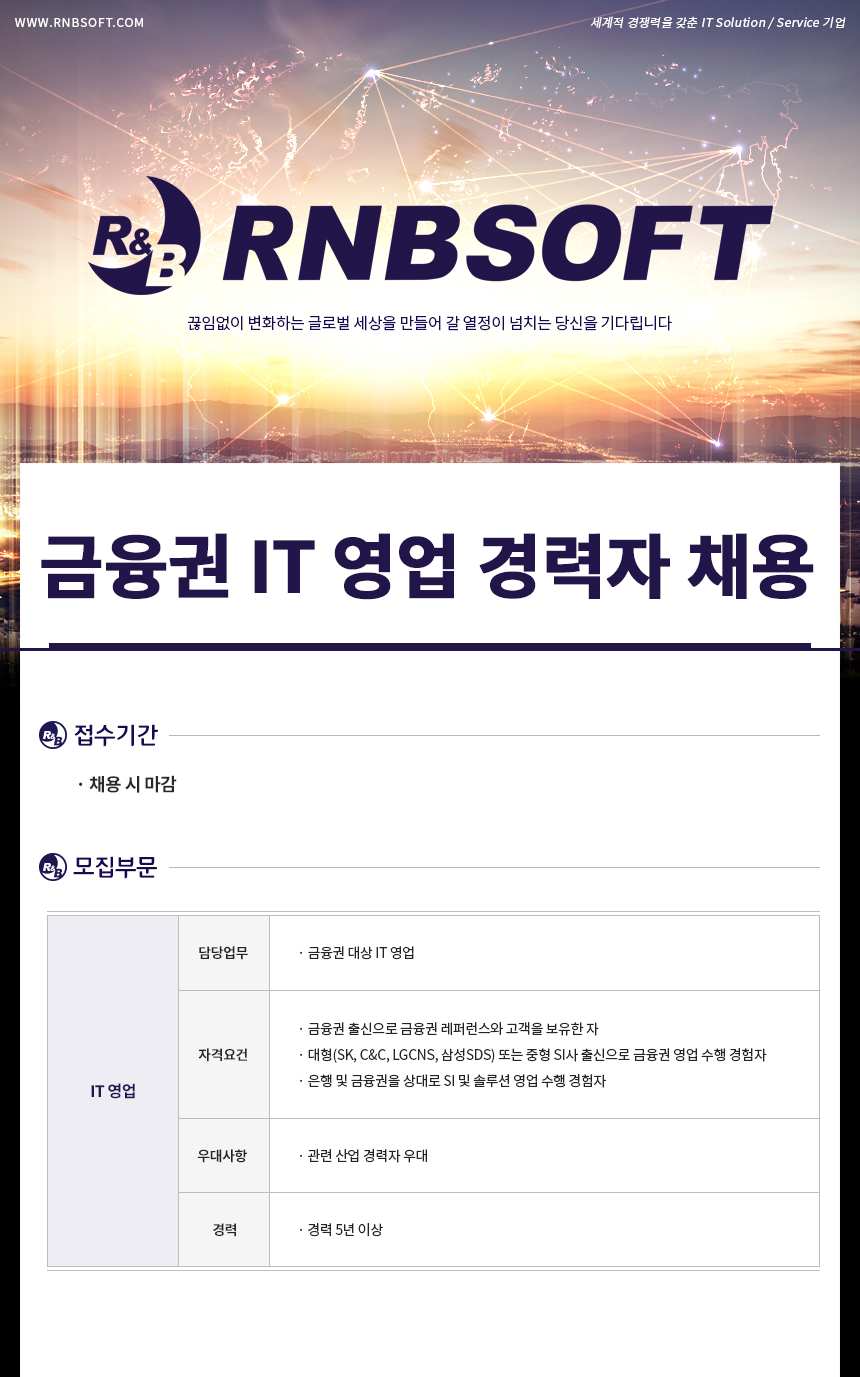 WWW.RNBSOFT.COM
세계적 경쟁력을 갖춘 IT Solution / Service 기업
R&B RNBSOFT
끊임없이 변화하는 글로벌 세상을 만들어 갈 열정이 넘치는 당신을 기다립니다
금융권 IT 영업 경력자 채용
R&B 접수기간
· 채용 시 마감
R&B 모집부문
IT 영업
담당업무
· 금융권 대상 IT 영업
자격요건
· 금융권 출신으로 금융권 레퍼런스와 고객을 보유한 자
· 대형(SK, C&C, LGCNS, 삼성SDS) 또는 중형 SI사 출신으로 금융권 영업 수행 경험자
· 은행 및 금융권을 상대로 SI 및 솔루션 영업 수행 경험자
우대사항
· 관련 산업 경력자 우대
경력
· 경력 5년 이상